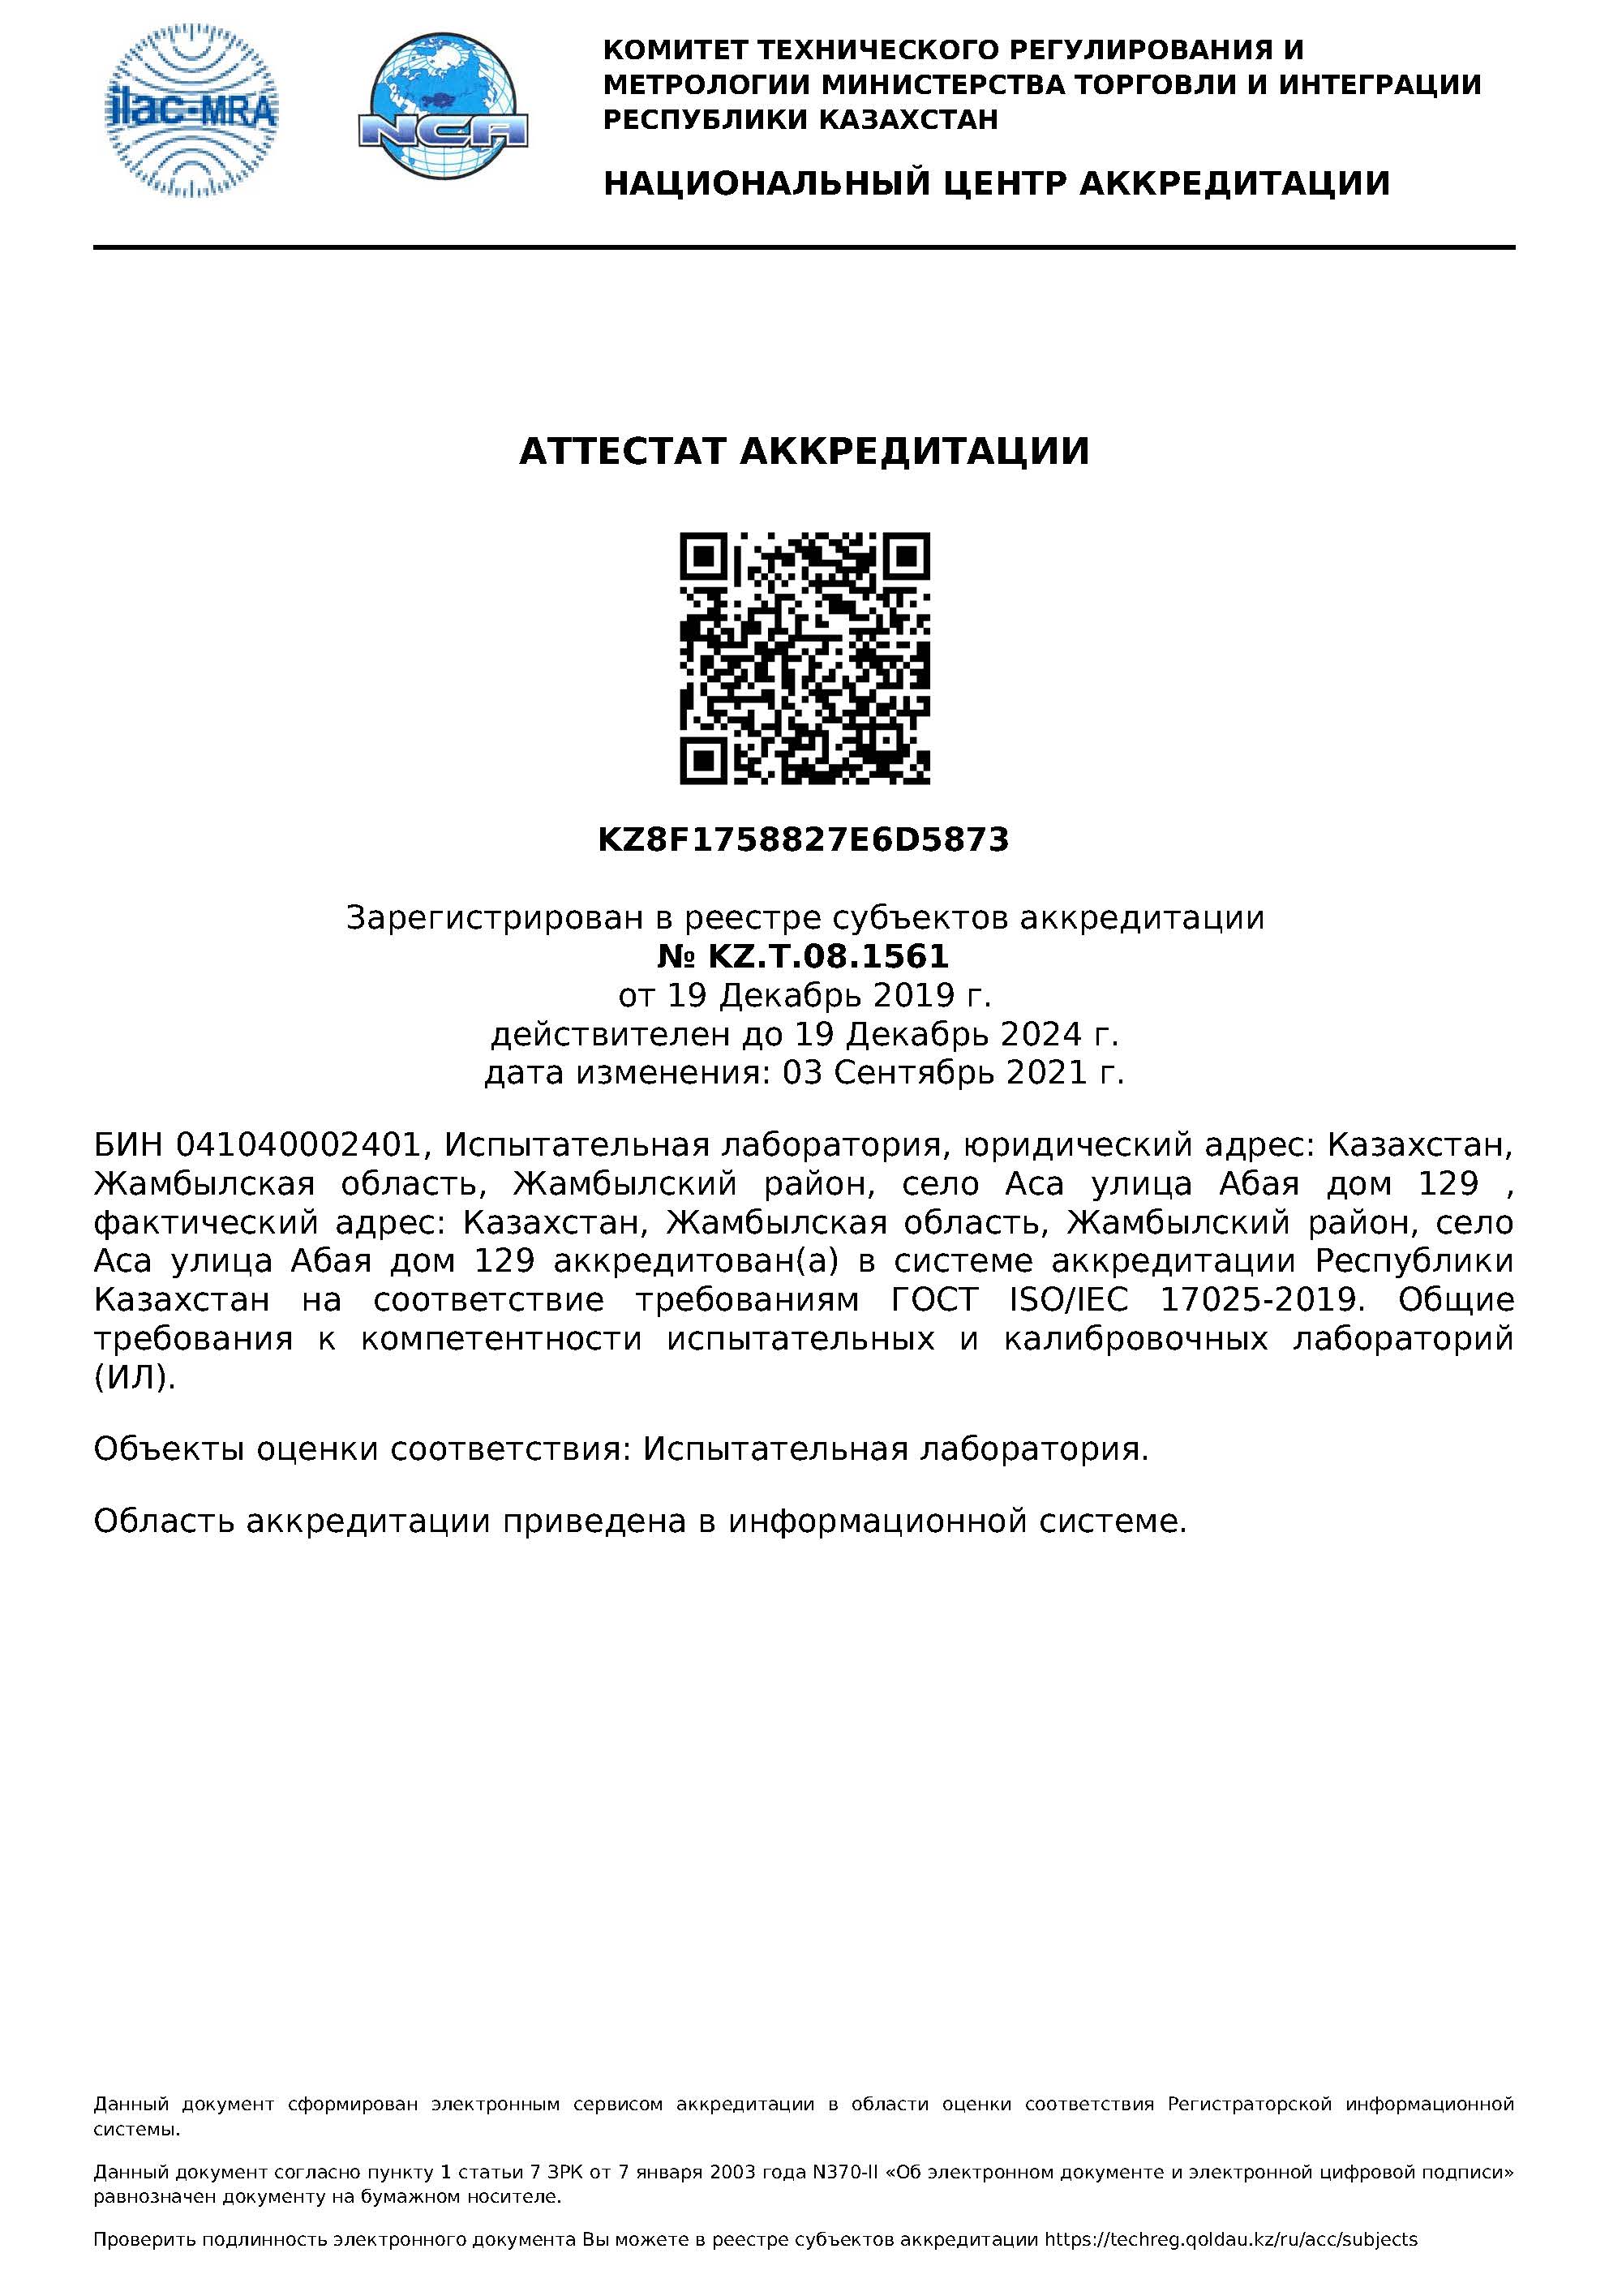 ilac-MRA
NCA
КОМИТЕТ ТЕХНИЧЕСКОГО РЕГУЛИРОВАНИЯ И
МЕТРОЛОГИИ МИНИСТЕРСТВА ТОРГОВЛИ И ИНТЕГРАЦИИ
РЕСПУБЛИКИ КАЗАХСТАН
НАЦИОНАЛЬНЫЙ ЦЕНТР АККРЕДИТАЦИИ
АТТЕСТАТ АККРЕДИТАЦИИ
KZ8F1758827E6D5873
Зарегистрирован в реестре субъектов аккредитации
№ KZ.T.08.1561
от 19 Декабрь 2019 г.
действителен до 19 Декабрь 2024 г.
дата изменения: 03 Сентябрь 2021 г.
БИН 041040002401, Испытательная лаборатория, юридический адрес: Казахстан,
Жамбылская область, Жамбылский район, село Аса улица Абая дом 129 ,
фактический адрес: Казахстан, Жамбылская область, Жамбылский район, село
Аса улица Абая дом 129 аккредитован(а) в системе аккредитации Республики
Казахстан на соответствие требованиям ГОСТ ISO/IEC 17025-2019. Общие
требования к компетентности испытательных и калибровочных лабораторий
(ИЛ).
Объекты оценки соответствия: Испытательная лаборатория.
Область аккредитации приведена в информационной системе.
Данный документ сформирован электронным сервисом аккредитации в области оценки соответствия Регистраторской информационной
системы.
Данный документ согласно пункту 1 статьи 7 ЗРК от 7 января 2003 года N370-II «Об электронном документе и электронной цифровой подписи»
равнозначен документу на бумажном носителе.
Проверить подлинность электронного документа Вы можете в реестре субъектов аккредитации https://techreg.qoldau.kz/ru/acc/subjects